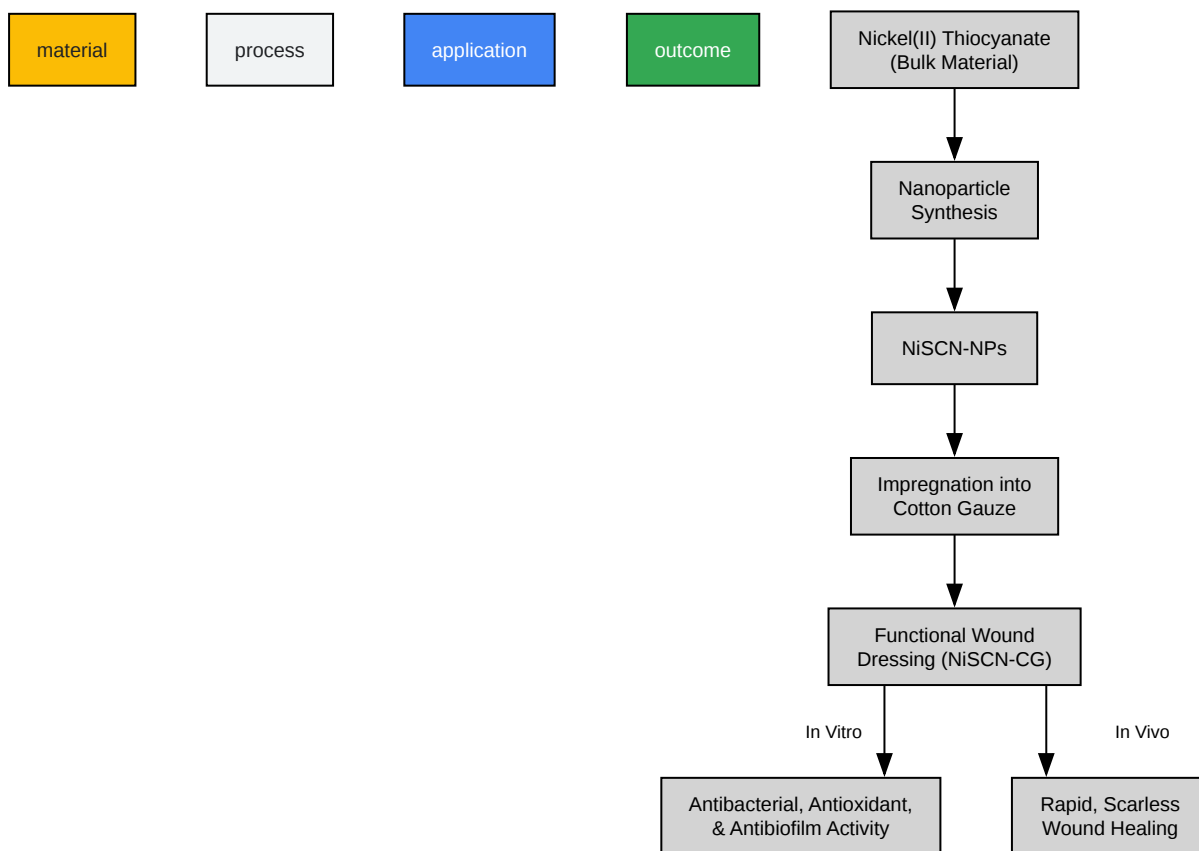 material
process
application
outcome
Nickel(II) Thiocyanate
(Bulk Material)
Nanoparticle
Synthesis
NiSCN-NPs
Impregnation into
Cotton Gauze
Functional Wound
Dressing (NiSCN-CG)
In Vitro
In Vivo
Antibacterial, Antioxidant,
& Antibiofilm Activity
Rapid, Scarless
Wound Healing